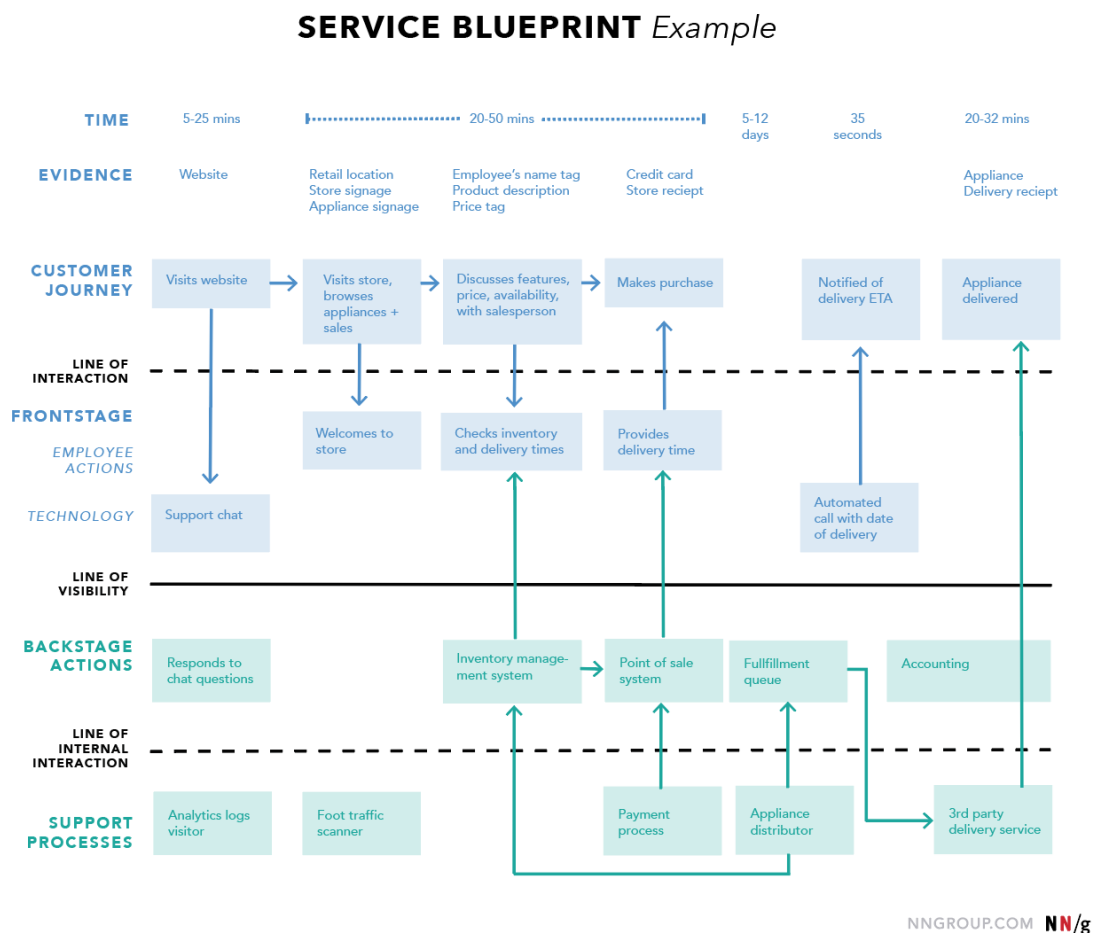 SERVICE BLUEPRINT Example
TIME
5-25 mins
20-50 mins
5-12
days
35
seconds
20-32 mins
EVIDENCE
Website
Retail location
Store signage
Appliance signage
Employee's name tag
Product description
Price tag
Credit card
Store reciept
Appliance
Delivery reciept
CUSTOMER
JOURNEY
Visits website
Visits store,
browses
appliances +
sales
Discusses features,
price, availability,
with salesperson
Makes purchase
Notified of
delivery ETA
Appliance
delivered
LINE OF
INTERACTION
FRONTSTAGE
EMPLOYEE
ACTIONS
Welcomes to
store
Checks inventory
and delivery times
Provides
delivery time
TECHNOLOGY
Support chat
Automated
call with date
of delivery
LINE OF
VISIBILITY
BACKSTAGE
ACTIONS
Responds to
chat questions
Inventory manage-
ment system
Point of sale
system
Fullfillment
queue
Accounting
LINE OF
INTERNAL
INTERACTION
SUPPORT
PROCESSES
Analytics logs
visitor
Foot traffic
scanner
Payment
process
Appliance
distributor
3rd party
delivery service
NNGROUP.COM NN/g